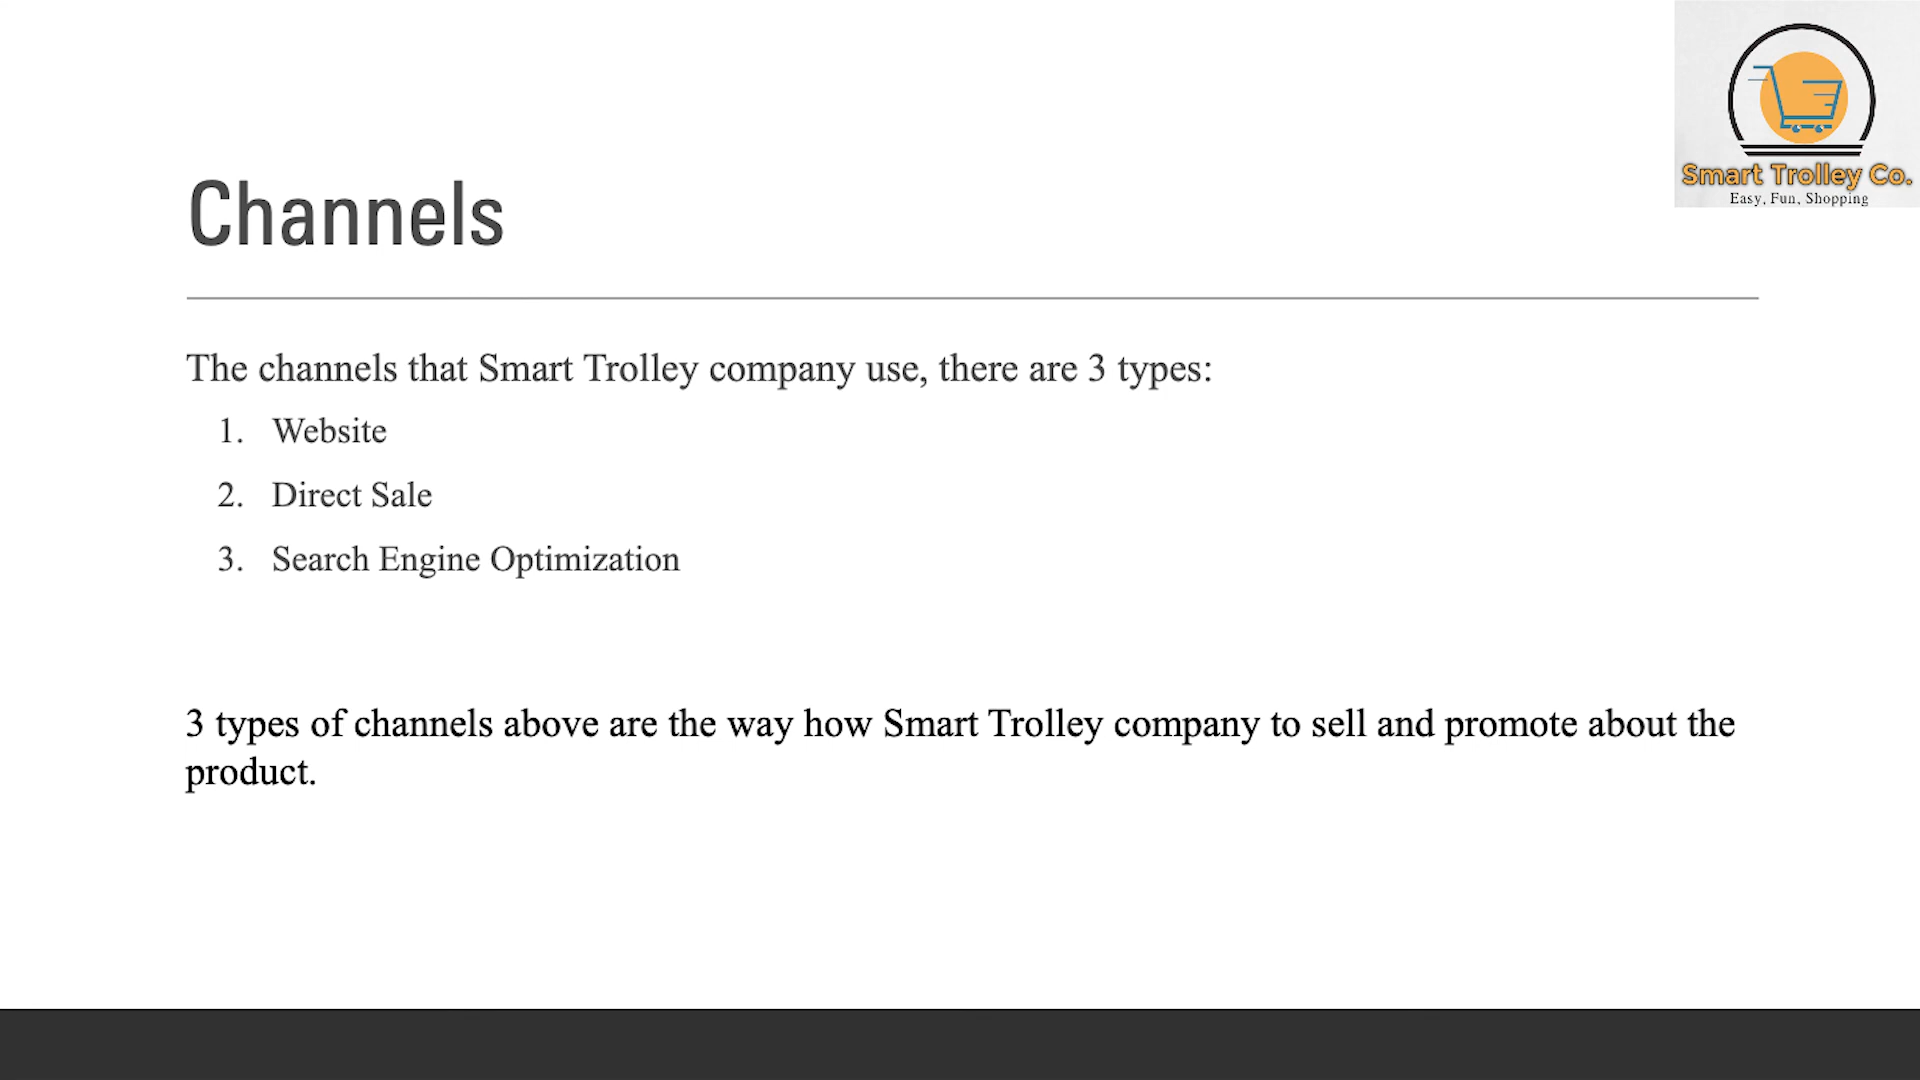 Smart Trolley Co.
Easy, Fun, Shopping
Channels
The channels that Smart Trolley company use, there are 3 types:
1. Website
2. Direct Sale
3. Search Engine Optimization
3 types of channels above are the way how Smart Trolley company to sell and promote about the
product.